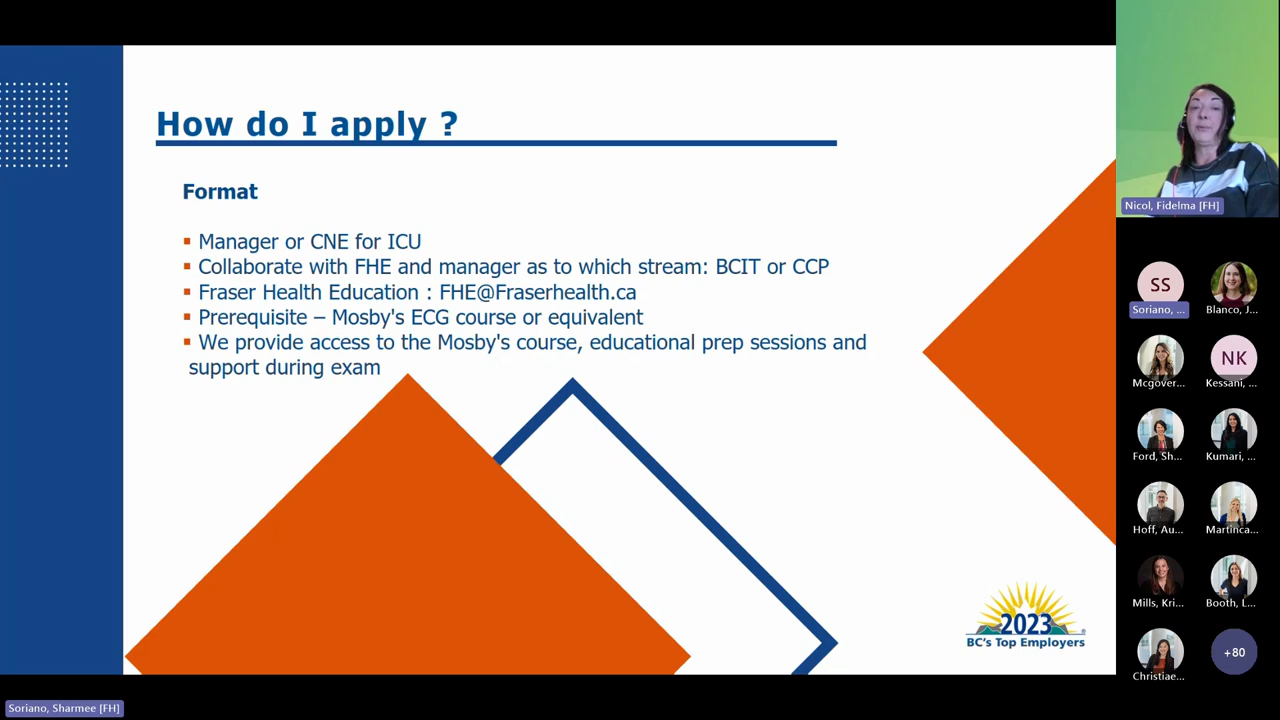 How do I apply ?
Format
▪ Manager or CNE for ICU
▪ Collaborate with FHE and manager as to which stream: BCIT or CCP
▪ Fraser Health Education : FHE@Fraserhealth.ca
▪ Prerequisite – Mosby's ECG course or equivalent
▪ We provide access to the Mosby's course, educational prep sessions and
support during exam
2023
BC's Top Employers
Nicol, Fidelma [FH]
SS
Soriano, ...
Blanco, J...
Mcgover...
NK
Kessani, ...
Ford, Sh...
Kumari, ...
Hoff, Au...
Martinca...
Mills, Kri...
Booth, L...
Christiae...
+80
Soriano, Sharmee [FH]